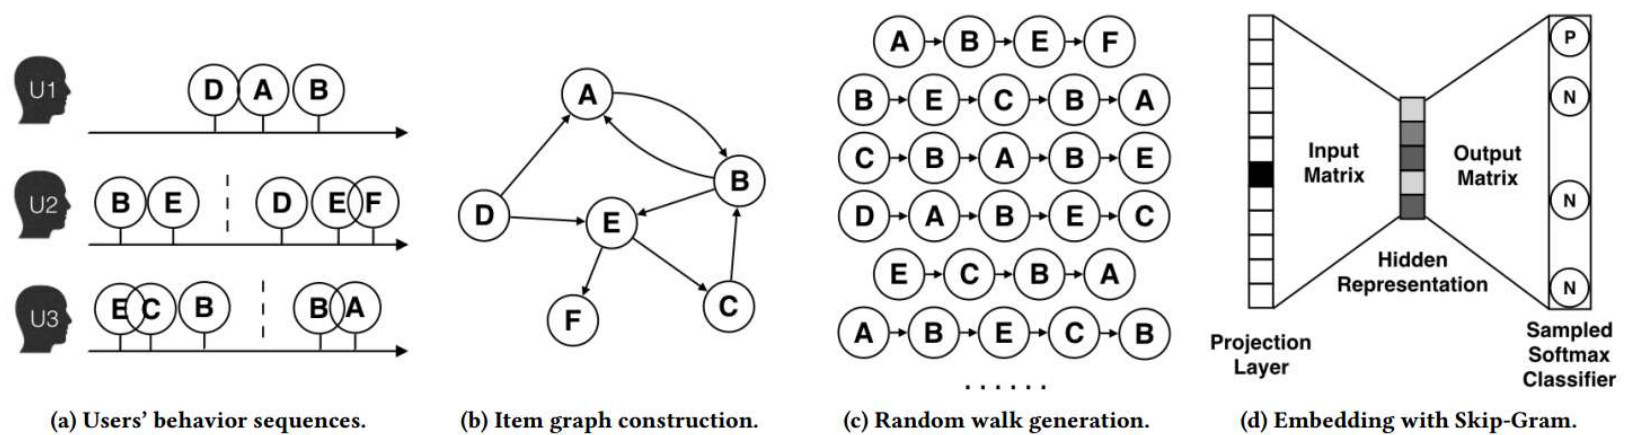 U1
D A B
U2
B E D E F
U3
E C B B A
(a) Users' behavior sequences.
A
B
D
E
C
F
(b) Item graph construction.
A B E F
B E C B A
C B A B E
D A B E C
E C B A
A B E C B
......
(c) Random walk generation.
P
N
N
N
Input
Matrix
Output
Matrix
Hidden
Representation
Projection
Layer
Sampled
Softmax
Classifier
(d) Embedding with Skip-Gram.